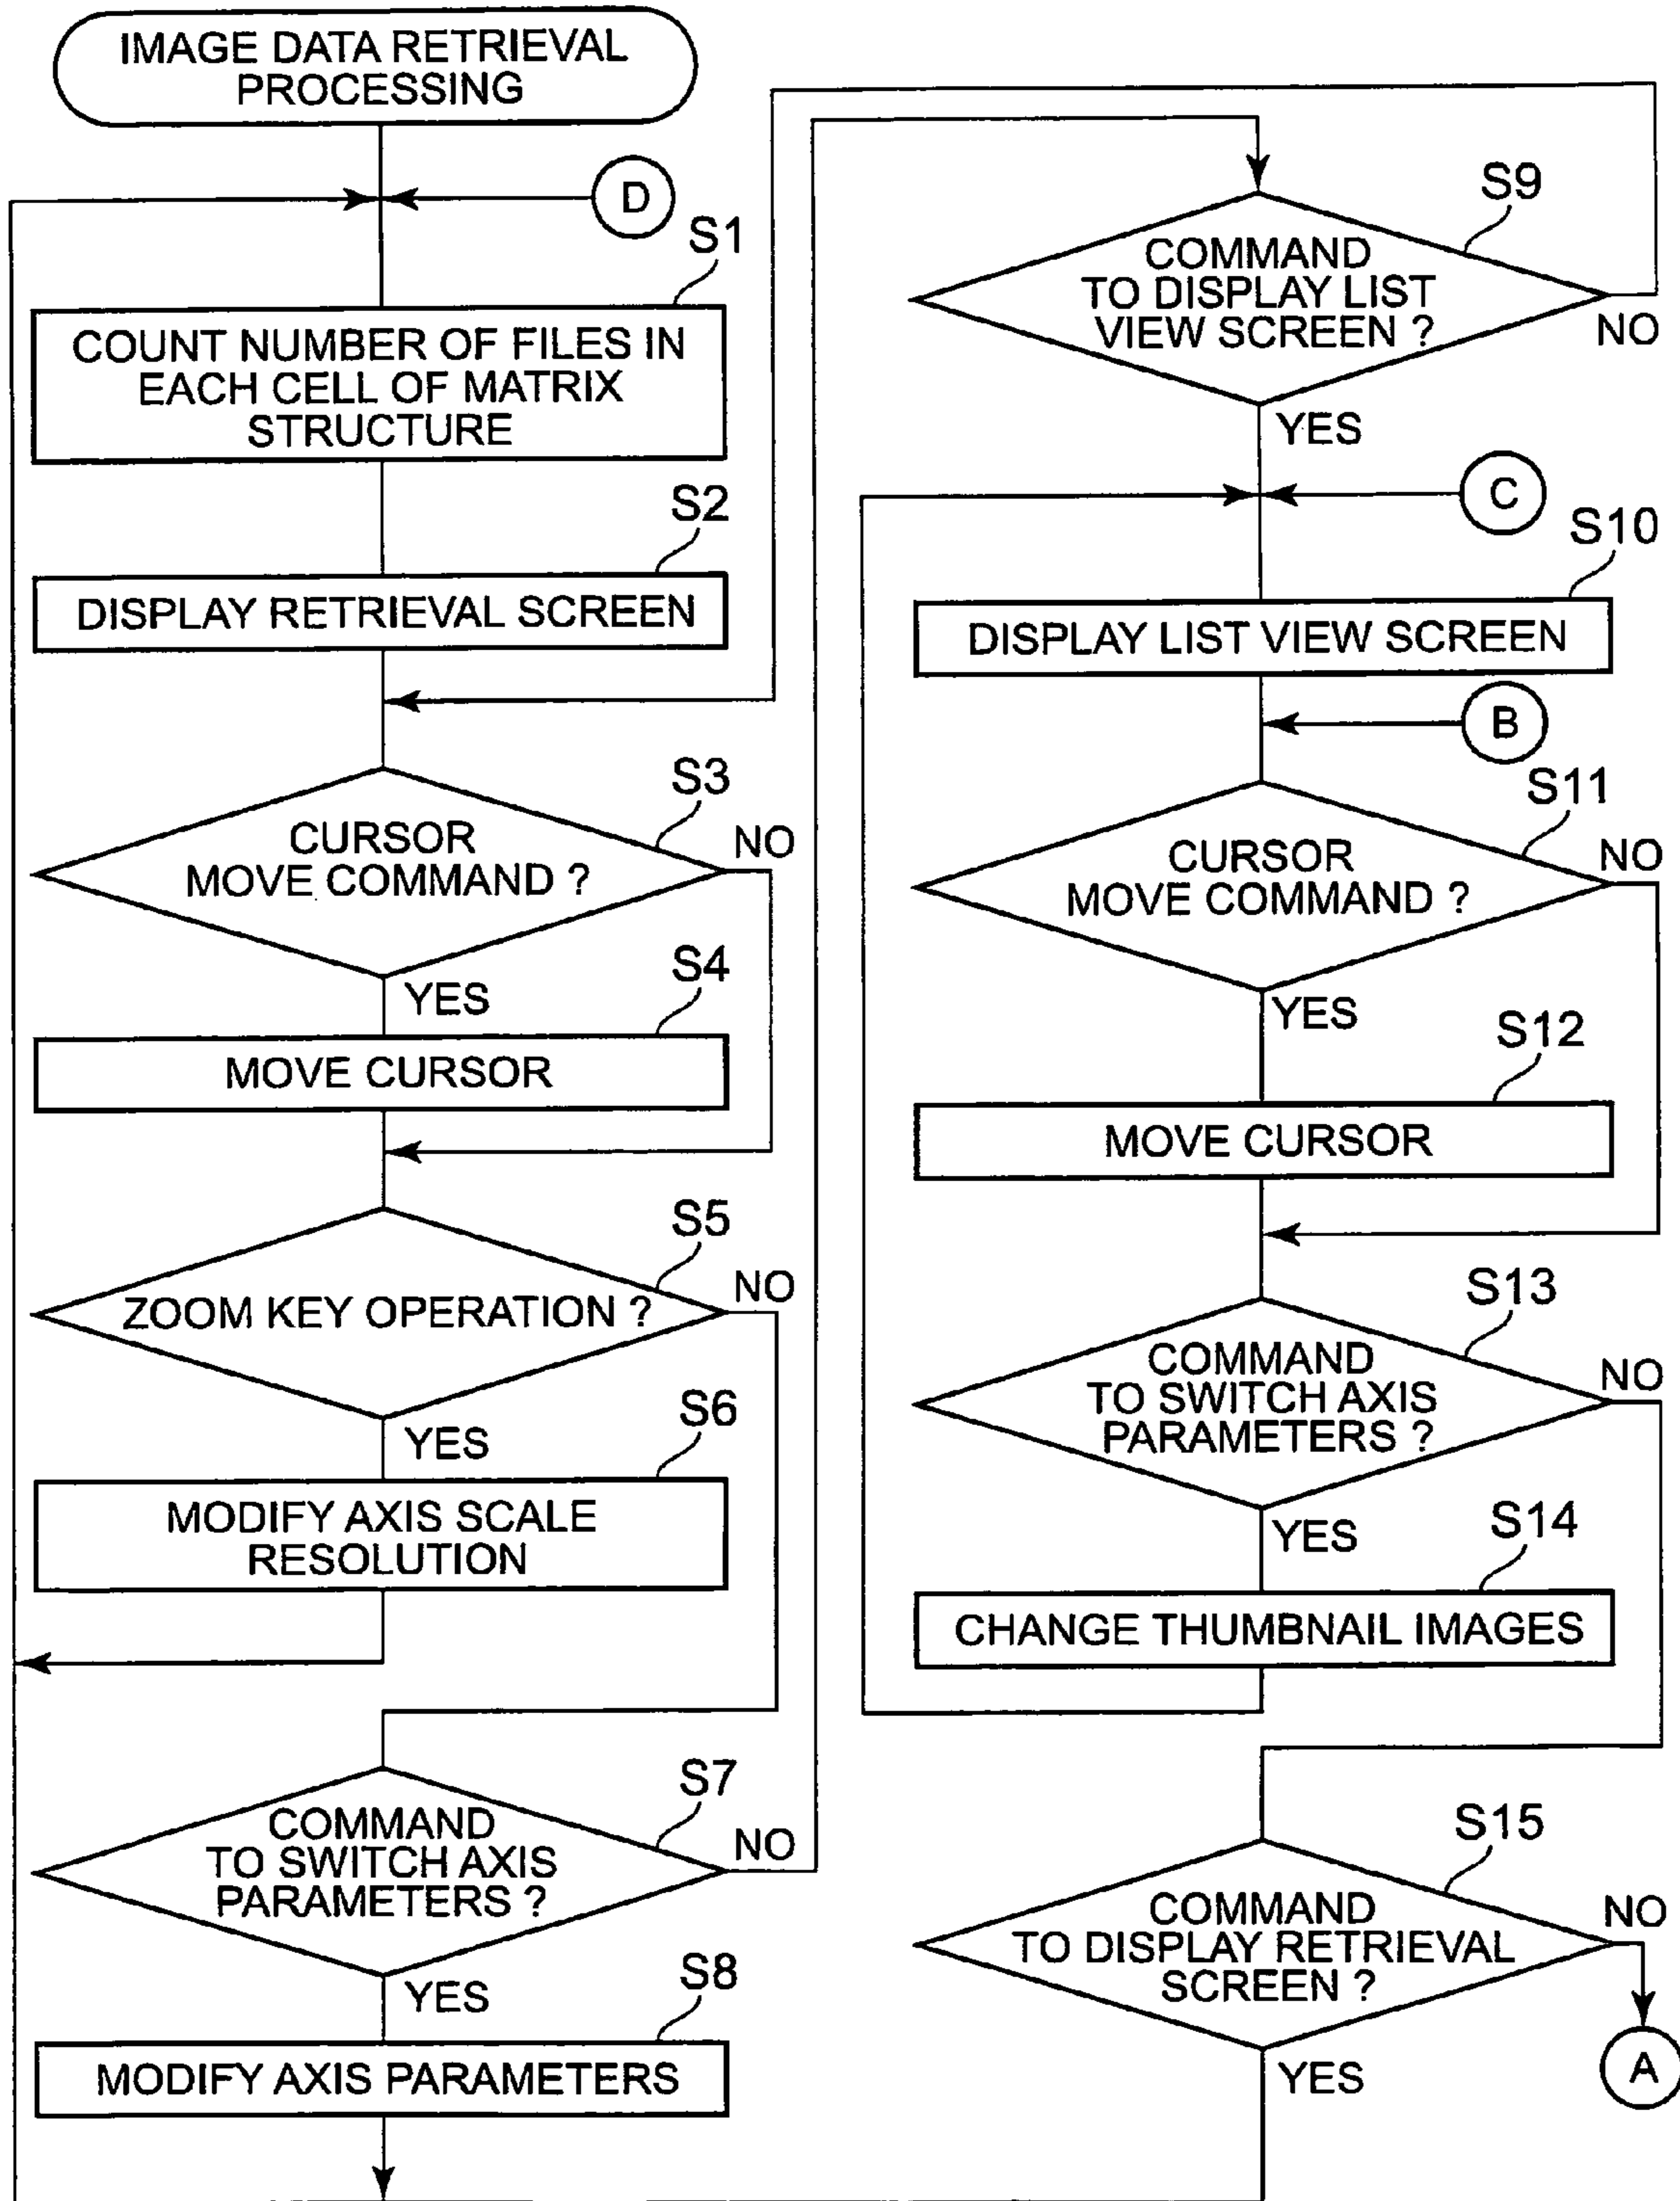 IMAGE DATA RETRIEVAL
PROCESSING
D
S1
COUNT NUMBER OF FILES IN
EACH CELL OF MATRIX
STRUCTURE
S2
DISPLAY RETRIEVAL SCREEN
S3
CURSOR
MOVE COMMAND ?
NO
YES
S4
MOVE CURSOR
S5
ZOOM KEY OPERATION ?
NO
YES
S6
MODIFY AXIS SCALE
RESOLUTION
S7
COMMAND
TO SWITCH AXIS
PARAMETERS ?
NO
YES
S8
MODIFY AXIS PARAMETERS
S9
COMMAND
TO DISPLAY LIST
VIEW SCREEN ?
NO
YES
C
S10
DISPLAY LIST VIEW SCREEN
B
S11
CURSOR
MOVE COMMAND ?
NO
YES
S12
MOVE CURSOR
S13
COMMAND
TO SWITCH AXIS
PARAMETERS ?
NO
YES
S14
CHANGE THUMBNAIL IMAGES
S15
COMMAND
TO DISPLAY RETRIEVAL
SCREEN ?
NO
YES
A